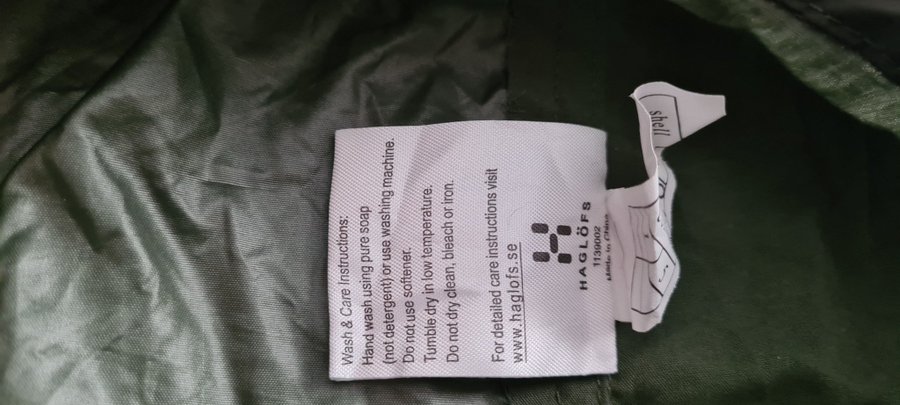 Wash & Care Instructions:
Hand wash using pure soap
(not detergent) or use washing machine.
Do not use softener.
Tumble dry in low temperature.
Do not dry clean, bleach or iron.
For detailed care instructions visit
www.haglofs.se
HAGLÖFS
1139002
Made in China
shell